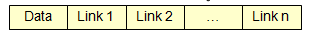 Data Link 1 Link 2 … Link n